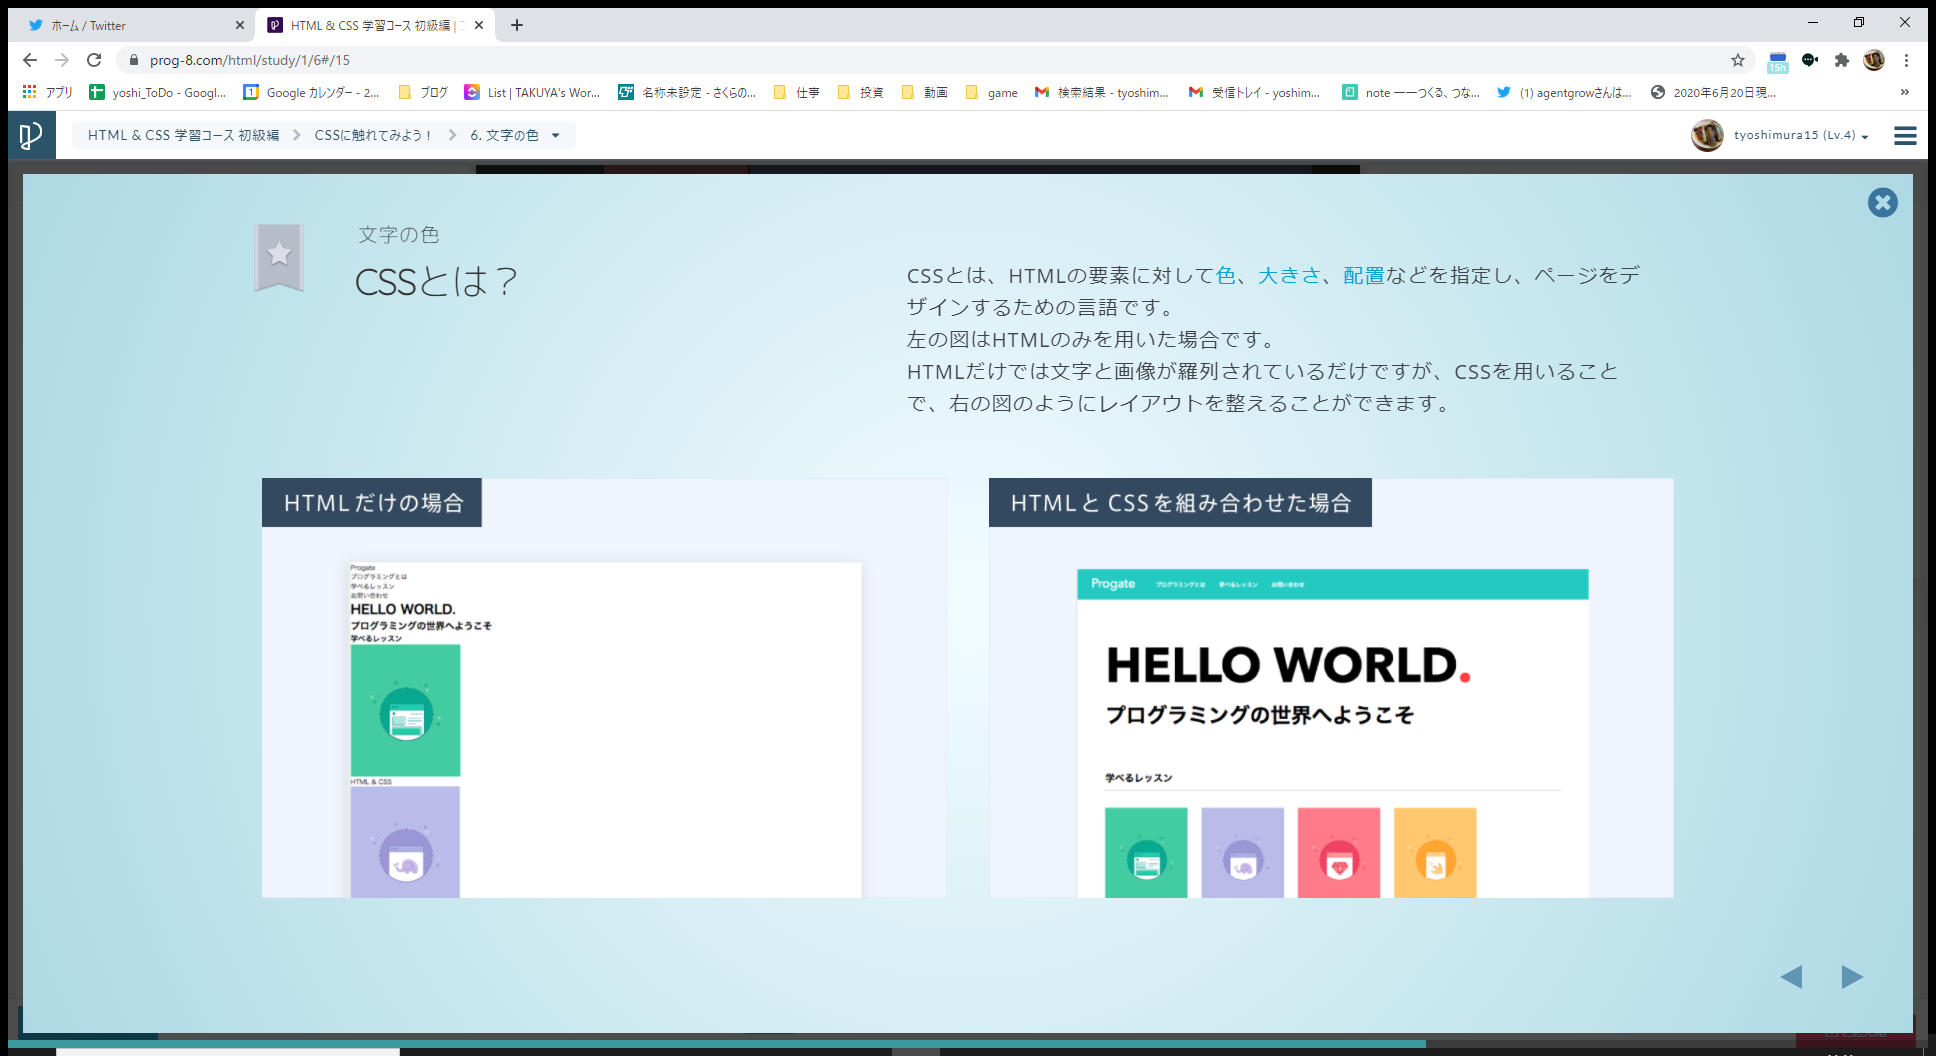 ホーム / Twitter
HTML & CSS 学習コース 初級編 |
prog-8.com/html/study/1/6#/15
15h
アプリ
yoshi_ToDo - Googl...
1
Google カレンダー - 2...
ブログ
List | TAKUYA's Wor...
名称未設定 - さくらの...
仕事
投資
動画
game
検索結果 - tyoshim...
受信トレイ - yoshim...
note ーーつくる、つな...
(1) agentgrowさんは...
2020年6月20日現...
»
HTML & CSS 学習コース 初級編
CSSに触れてみよう！
6. 文字の色
tyoshimura15 (Lv.4)
文字の色
CSSとは？
CSSとは、HTMLの要素に対して色、大きさ、配置などを指定し、ページをデ
ザインするための言語です。
左の図はHTMLのみを用いた場合です。
HTMLだけでは文字と画像が羅列されているだけですが、CSSを用いること
で、右の図のようにレイアウトを整えることができます。
HTMLだけの場合
Progate
プログラミングとは
学べるレッスン
お問い合わせ
HELLO WORLD.
プログラミングの世界へようこそ
学べるレッスン
HTML & CSS
HTMLと CSSを組み合わせた場合
Progate
プログラミングとは
学べるレッスン
お問い合わせ
HELLO WORLD.
プログラミングの世界へようこそ
学べるレッスン